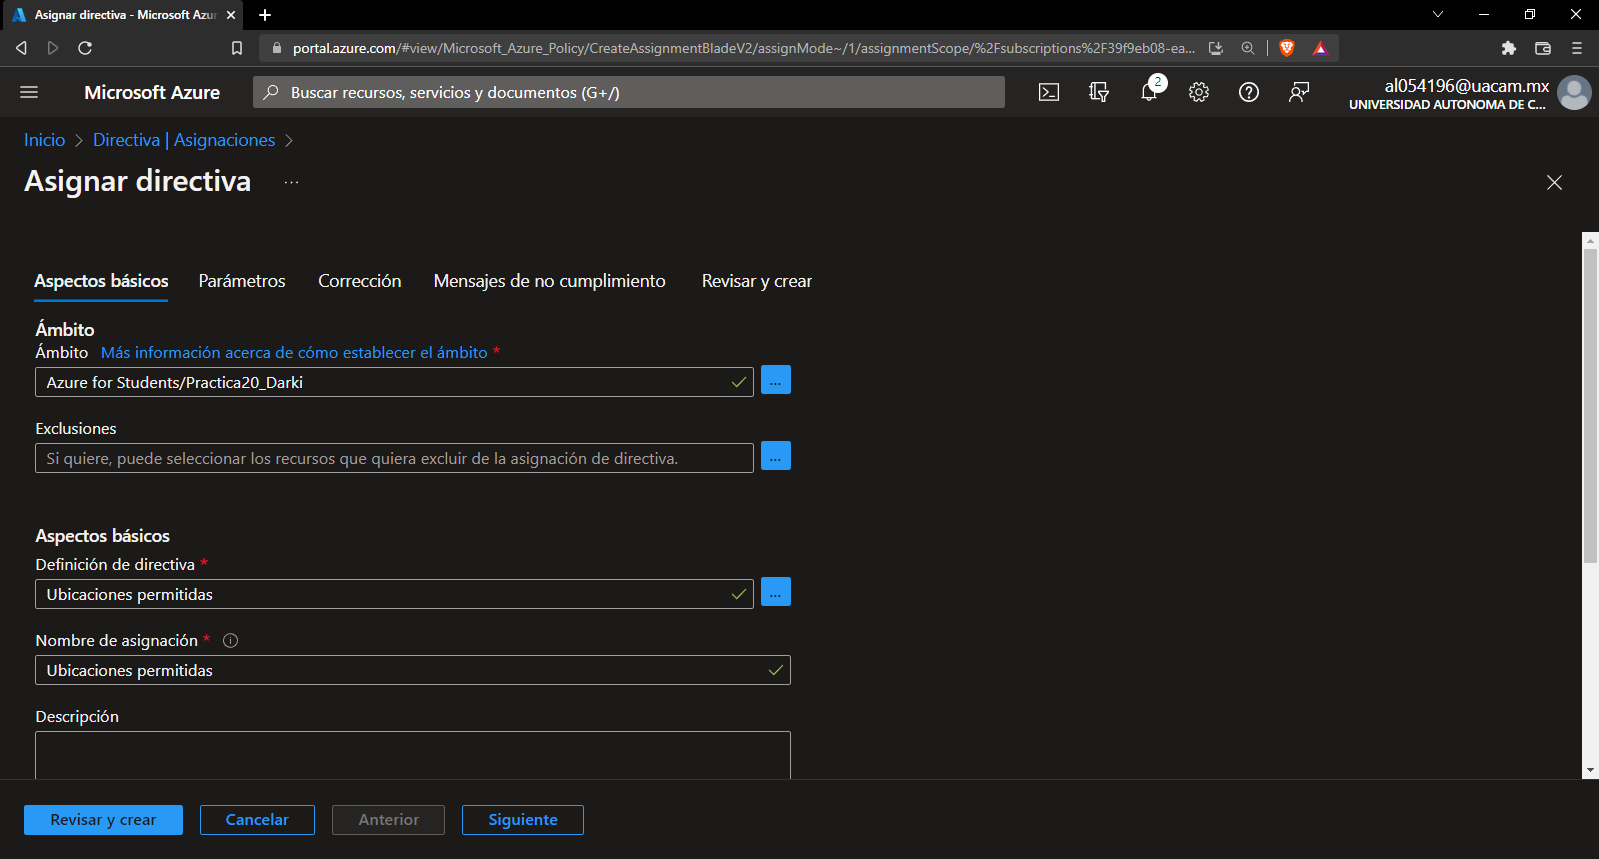 Asignar directiva - Microsoft Azur
portal.azure.com/#view/Microsoft_Azure_Policy/CreateAssignmentBladeV2/assignMode~/1/assignmentScope/%2Fsubscriptions%2F39f9eb08-ea...
Microsoft Azure
Buscar recursos, servicios y documentos (G+/)
2
al054196@uacam.mx
UNIVERSIDAD AUTONOMA DE C...
Inicio > Directiva | Asignaciones >
Asignar directiva ...
Aspectos básicos Parámetros Corrección Mensajes de no cumplimiento Revisar y crear
Ámbito
Ámbito Más información acerca de cómo establecer el ámbito *
Azure for Students/Practica20_Darki
...
Exclusiones
Si quiere, puede seleccionar los recursos que quiera excluir de la asignación de directiva.
...
Aspectos básicos
Definición de directiva *
Ubicaciones permitidas
...
Nombre de asignación *
Ubicaciones permitidas
Descripción
Revisar y crear Cancelar Anterior Siguiente